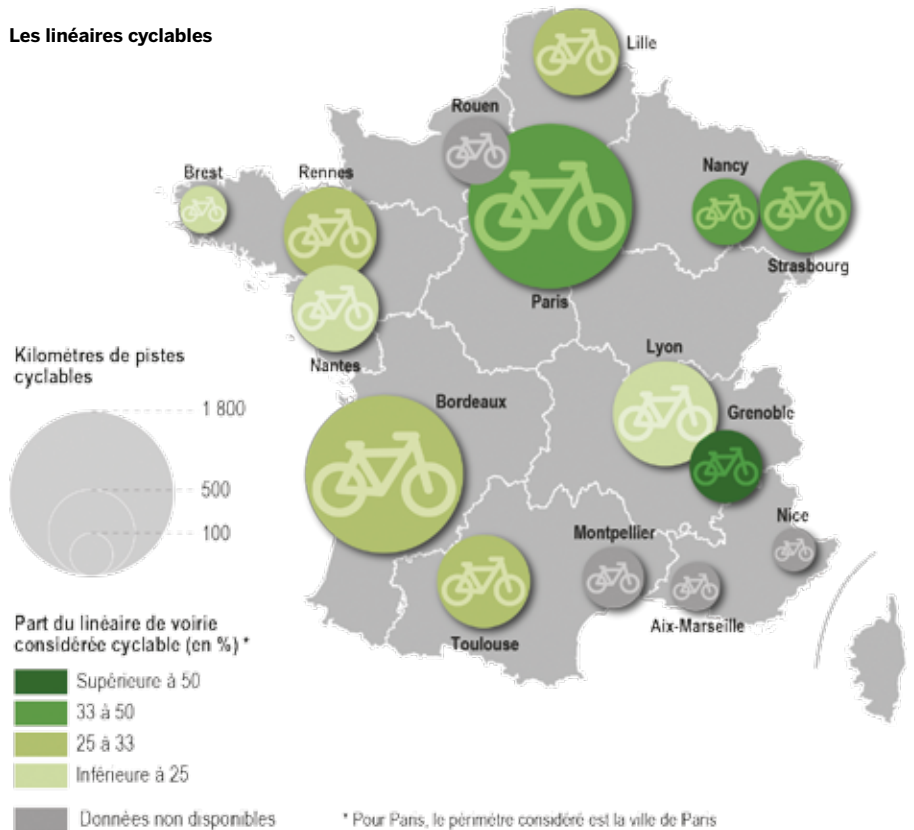 Les linéaires cyclables
Lille
Rouen
Brest
Rennes
Nancy
Strasbourg
Paris
Nantes
Kilomètres de pistes
cyclables
1 800
500
100
Lyon
Bordeaux
Grenoble
Nice
Montpellier
Aix-Marseille
Toulouse
Part du linéaire de voirie
considérée cyclable (en %) *
Supérieure à 50
33 à 50
25 à 33
Inférieure à 25
Données non disponibles
* Pour Paris, le périmètre considéré est la ville de Paris